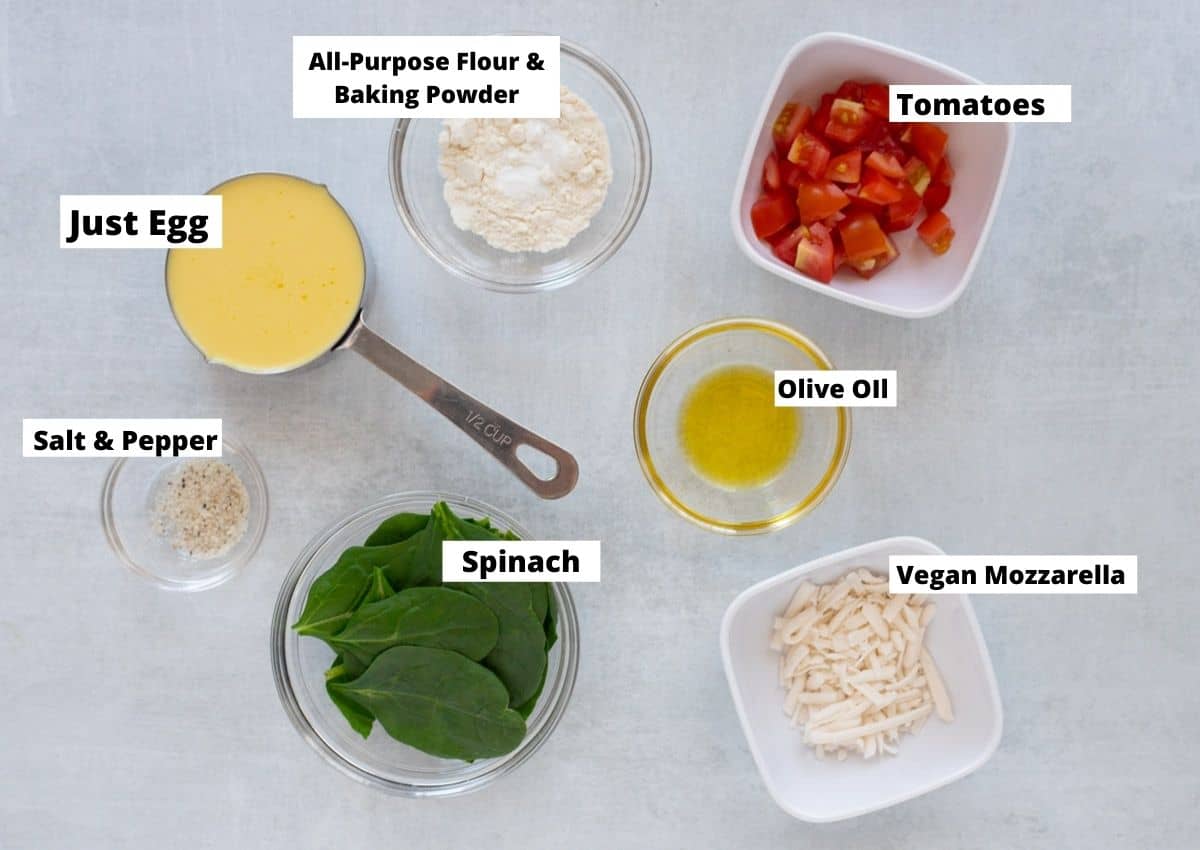 All-Purpose Flour &
Baking Powder
Tomatoes
Just Egg
Olive OIl
Salt & Pepper
1/2 CUP
Spinach
Vegan Mozzarella